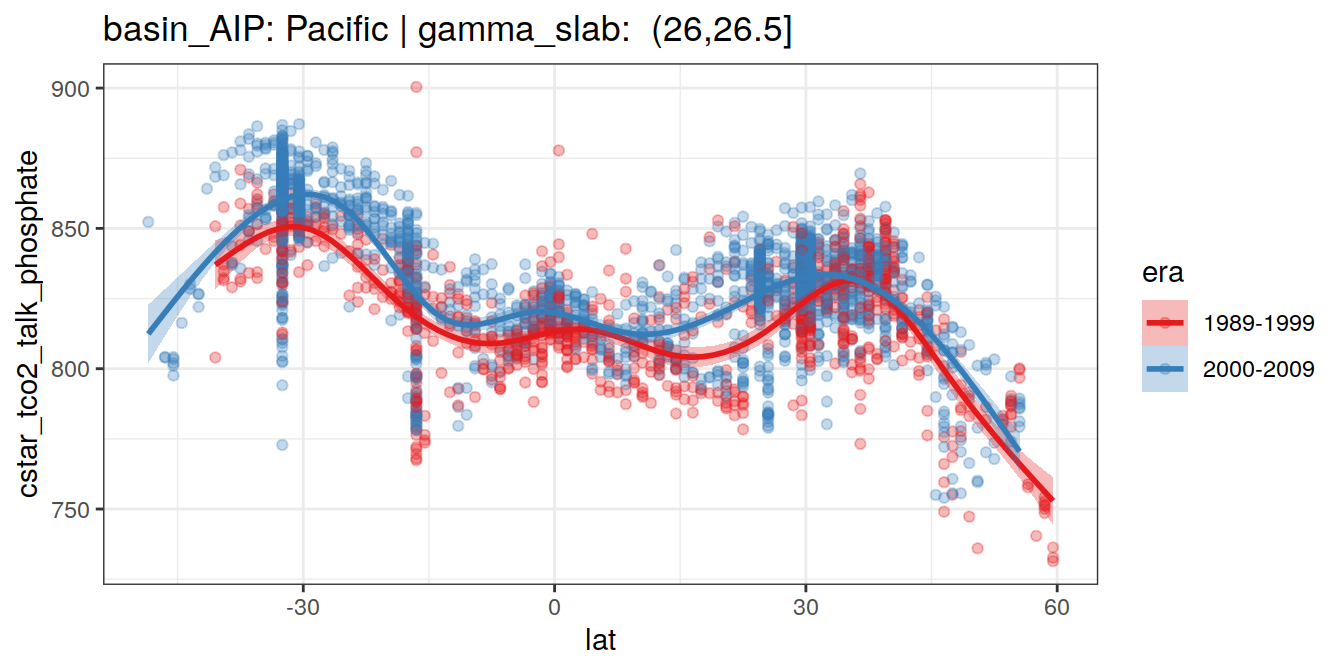 basin_AIP: Pacific | gamma_slab:  (26,26.5]
cstar_tco2_talk_phosphate
900
850
800
750
-30
0
30
60
lat
era
1989-1999
2000-2009